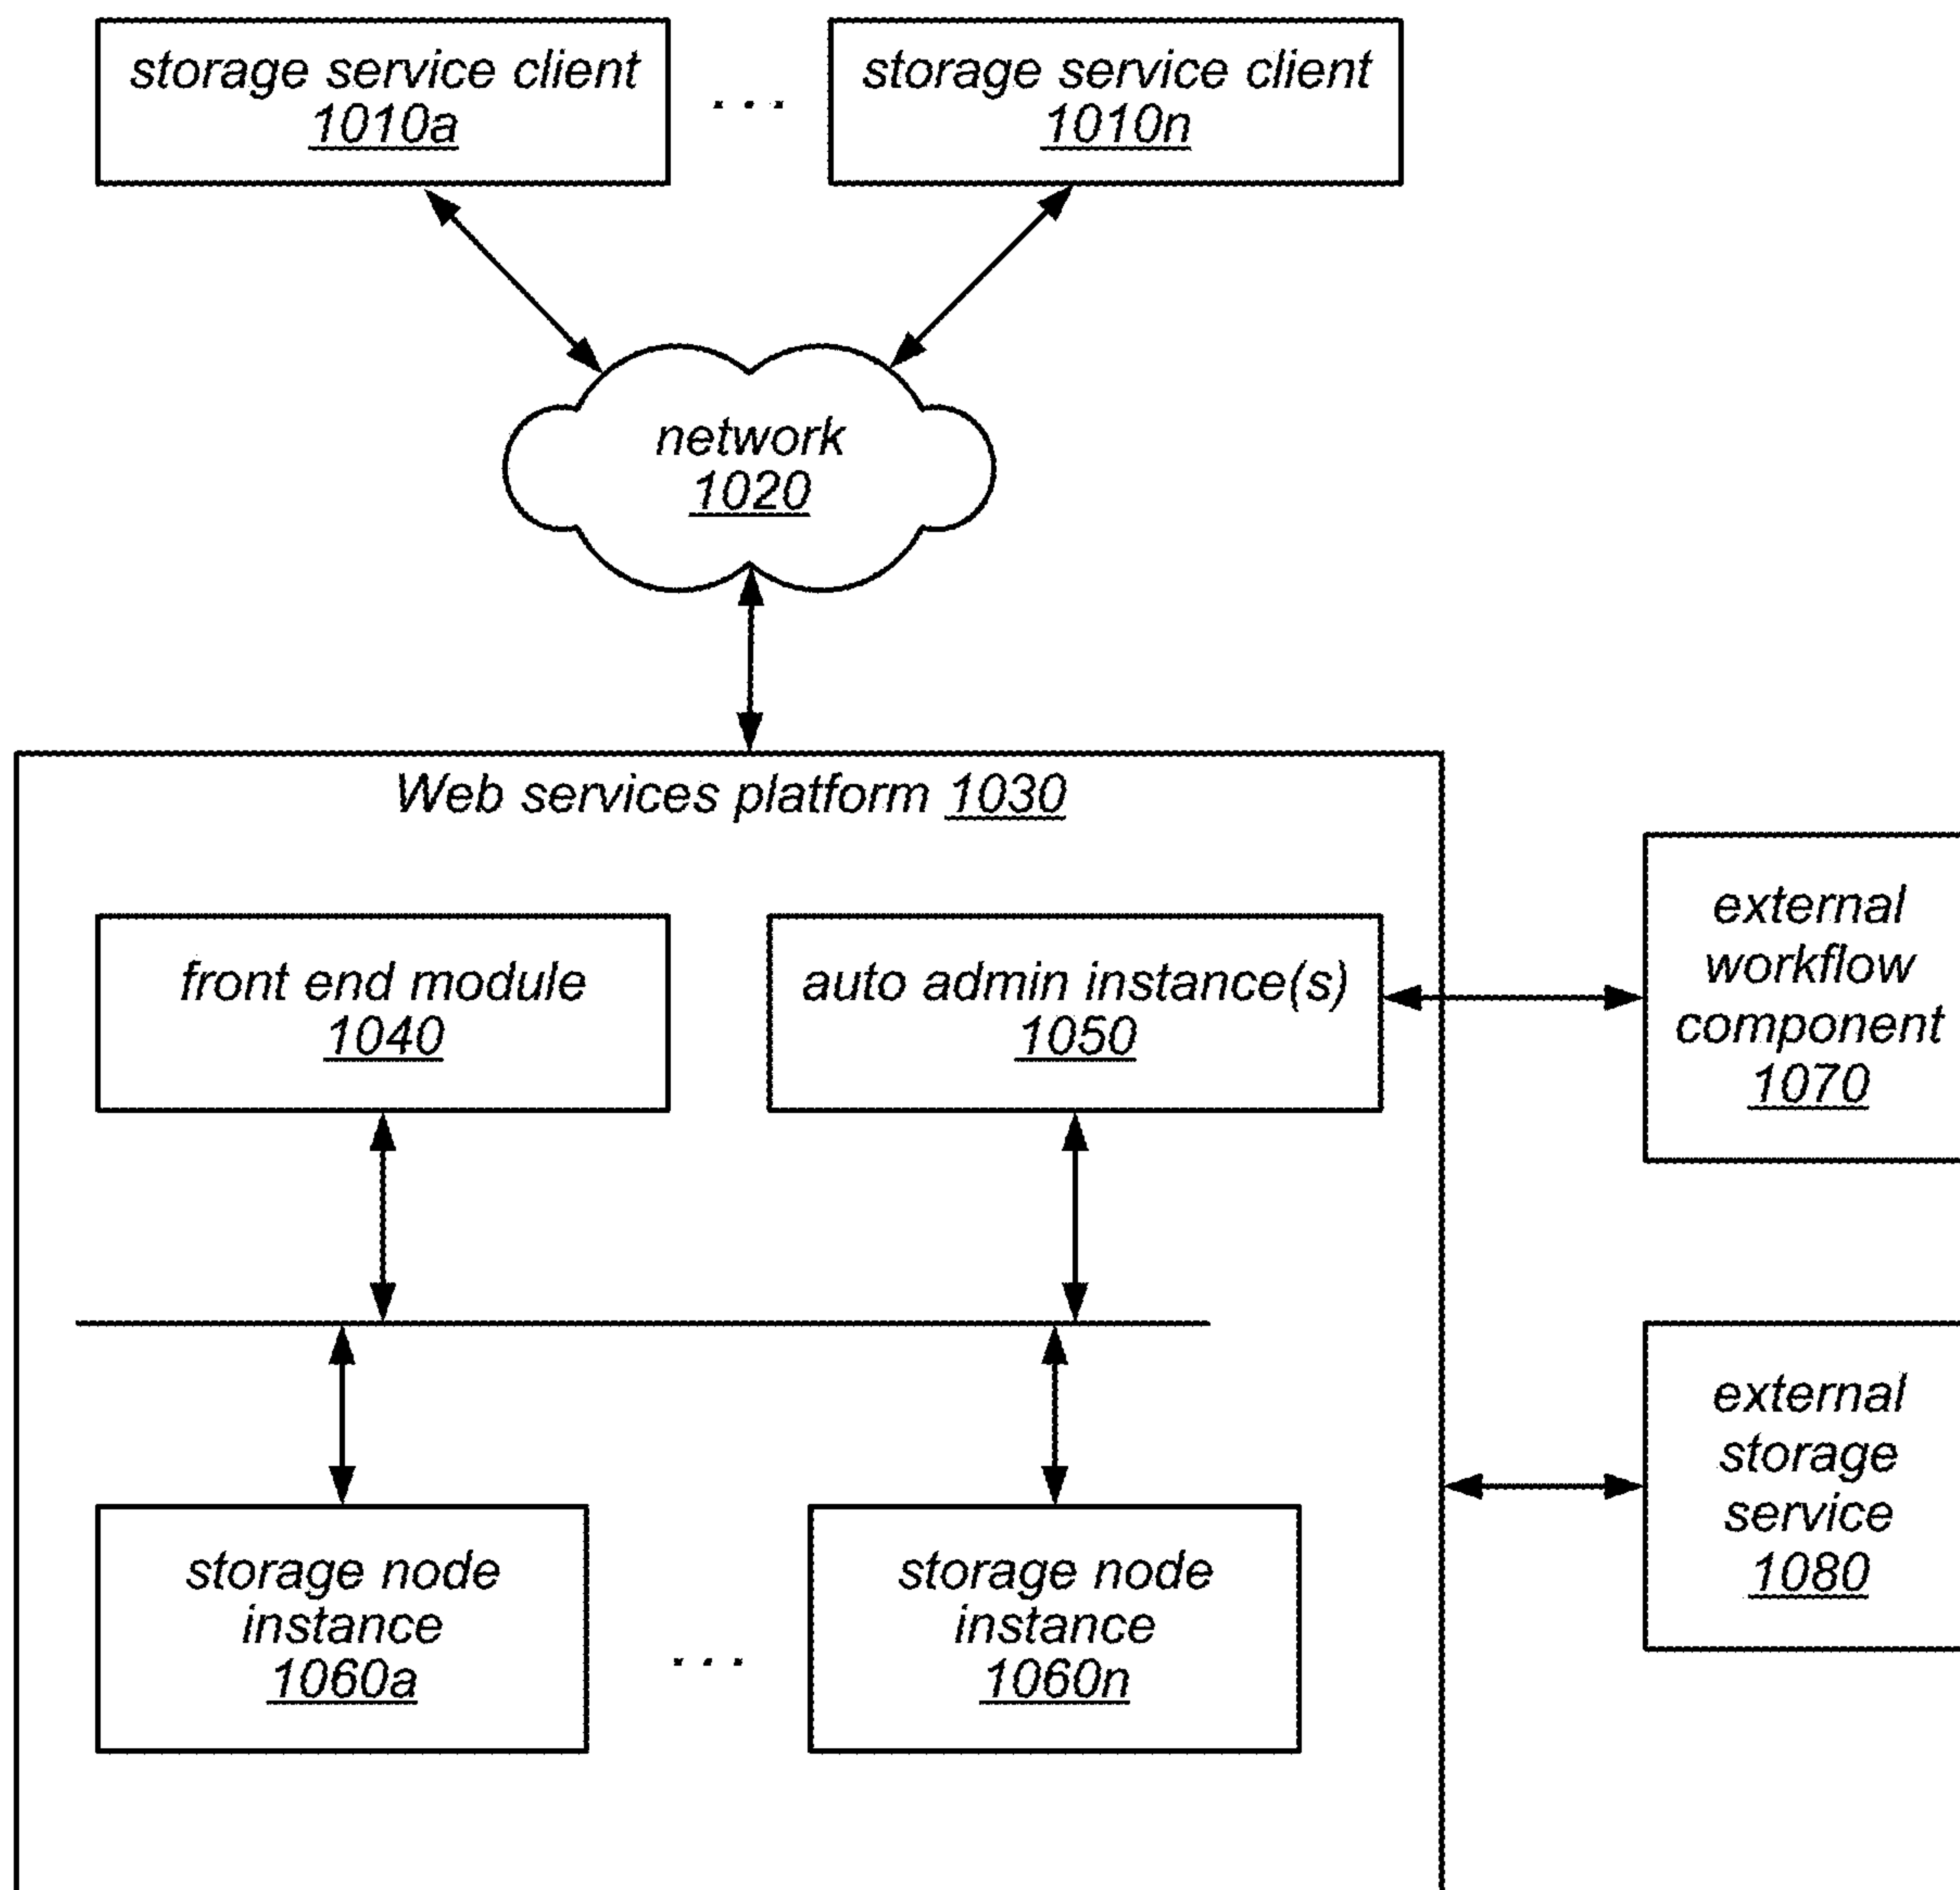 storage service client
1010a
. . .
storage service client
1010n
network
1020
Web services platform 1030
front end module
1040
auto admin instance(s)
1050
external
workflow
component
1070
external
storage
service
1080
storage node
instance
1060a
. . .
storage node
instance
1060n